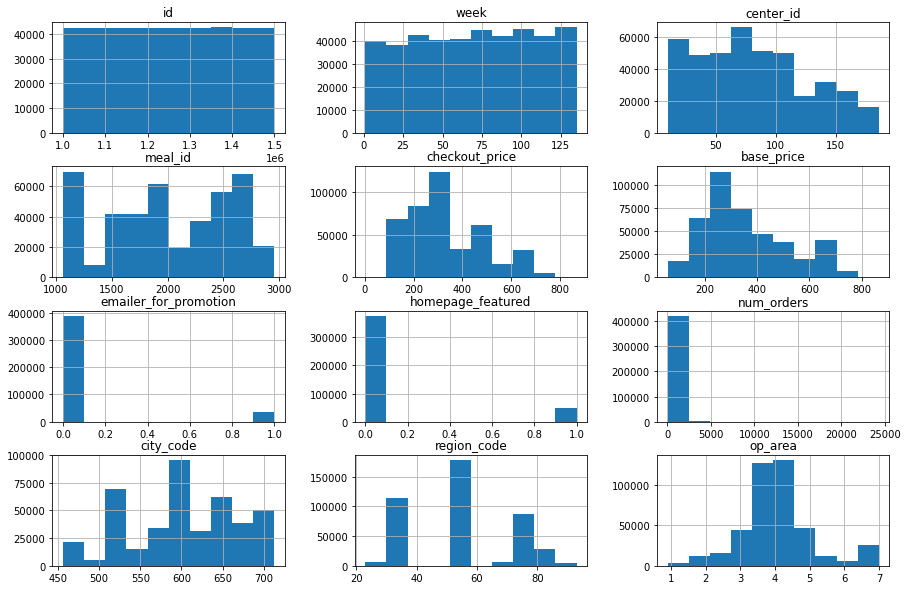 id
week
center_id
40000
30000
20000
10000
0
1.0 1.1 1.2 1.3 1.4 1.5
1e6
40000
30000
20000
10000
0
0 25 50 75 100 125
60000
40000
20000
0
50 100 150
meal_id
checkout_price
base_price
60000
40000
20000
0
1000 1500 2000 2500 3000
100000
50000
0
0 200 400 600 800
100000
75000
50000
25000
0
200 400 600 800
emailer_for_promotion
homepage_featured
num_orders
400000
300000
200000
100000
0
0.0 0.2 0.4 0.6 0.8 1.0
300000
200000
100000
0
0.0 0.2 0.4 0.6 0.8 1.0
400000
300000
200000
100000
0
0 5000 10000 15000 20000 25000
city_code
region_code
op_area
100000
75000
50000
25000
0
450 500 550 600 650 700
150000
100000
50000
0
20 40 60 80
100000
50000
0
1 2 3 4 5 6 7